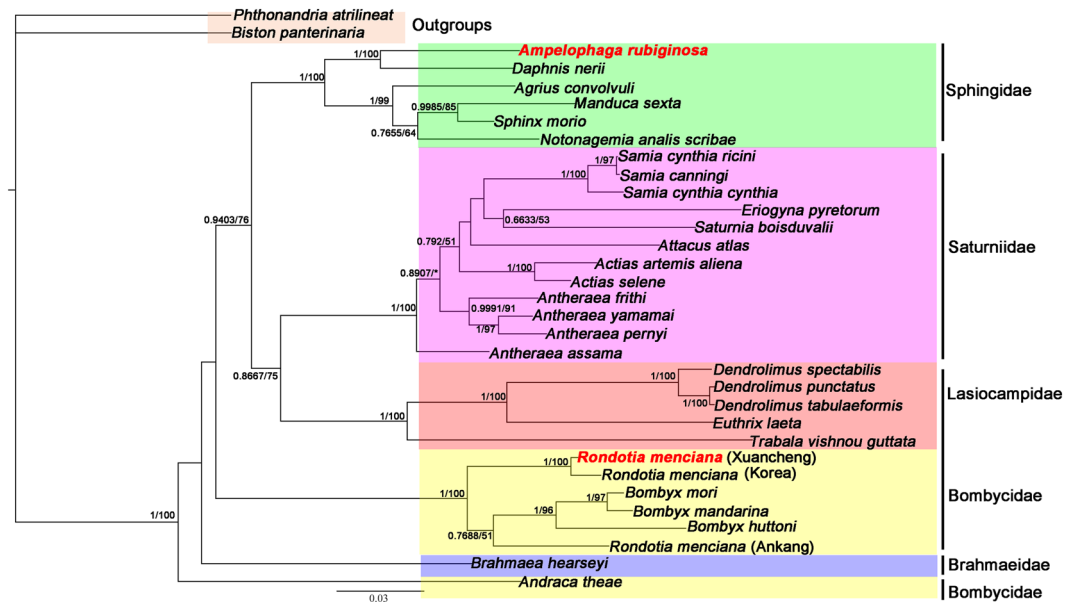 Phthonandria atrilineat
Biston panterinaria
Outgroups
1/100
Ampelophaga rubiginosa
1/100
Daphnis nerii
1/99
Agrius convolvuli
0.9985/85
Manduca sexta
Sphinx morio
0.7655/64
Notonagemia analis scribae
Sphingidae
0.9403/76
1/97
Samia cynthia ricini
1/100
Samia canningi
Samia cynthia cynthia
Eriogyna pyretorum
0.6633/53
Saturnia boisduvalii
0.792/51
Attacus atlas
1/100
Actias artemis aliena
Actias selene
0.8907/*
Antheraea frithi
0.9991/91
Antheraea yamamai
1/97
Antheraea pernyi
1/100
Antheraea assama
Saturniidae
0.8667/75
Dendrolimus spectabilis
1/100
Dendrolimus punctatus
1/100
Dendrolimus tabulaeformis
1/100
Euthrix laeta
1/100
Trabala vishnou guttata
Lasiocampidae
Rondotia menciana (Xuancheng)
1/100
Rondotia menciana (Korea)
1/100
Bombyx mori
1/97
Bombyx mandarina
1/96
Bombyx huttoni
0.7688/51
Rondotia menciana (Ankang)
Bombycidae
1/100
Brahmaea hearseyi
Brahmaeidae
Andraca theae
Bombycidae
0.03